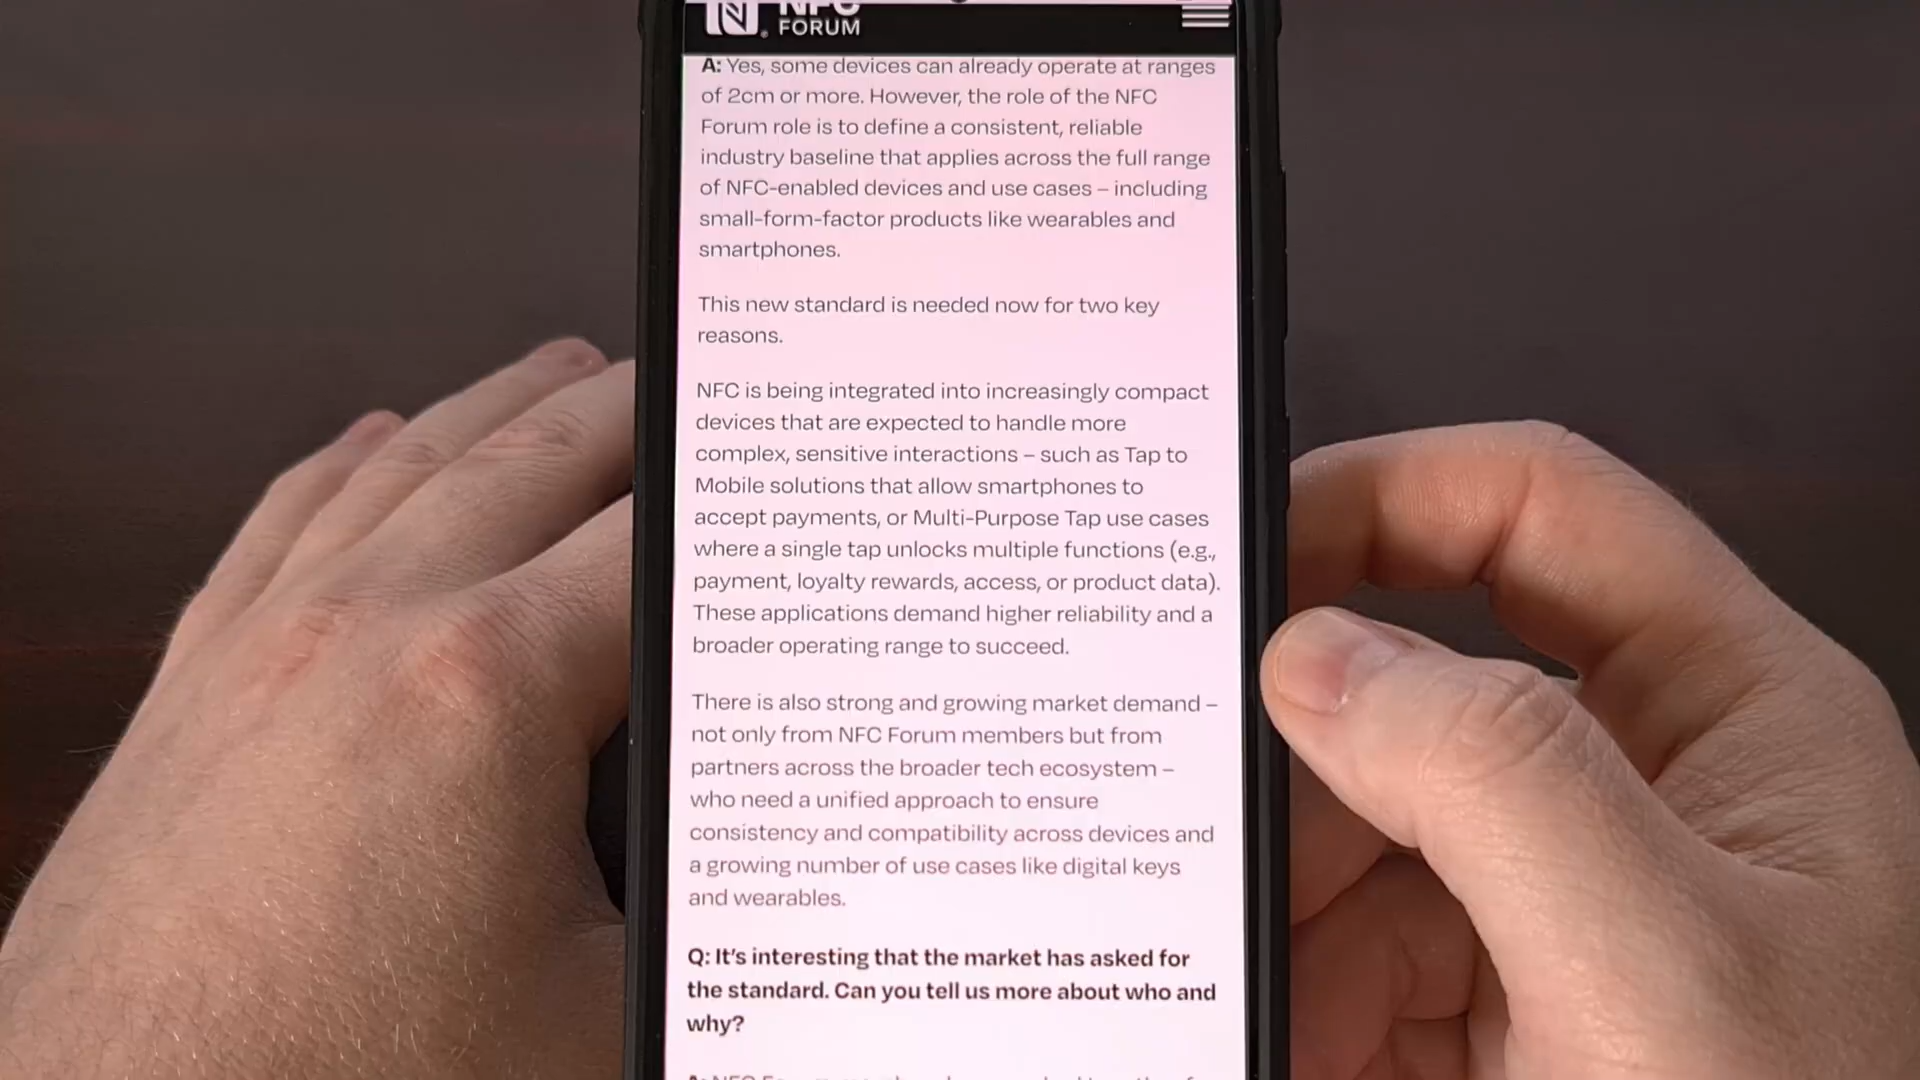 NFC
FORUM
A: Yes, some devices can already operate at ranges
of 2cm or more. However, the role of the NFC
Forum role is to define a consistent, reliable
industry baseline that applies across the full range
of NFC-enabled devices and use cases – including
small-form-factor products like wearables and
smartphones.
This new standard is needed now for two key
reasons.
NFC is being integrated into increasingly compact
devices that are expected to handle more
complex, sensitive interactions – such as Tap to
Mobile solutions that allow smartphones to
accept payments, or Multi-Purpose Tap use cases
where a single tap unlocks multiple functions (e.g.,
payment, loyalty rewards, access, or product data).
These applications demand higher reliability and a
broader operating range to succeed.
There is also strong and growing market demand –
not only from NFC Forum members but from
partners across the broader tech ecosystem –
who need a unified approach to ensure
consistency and compatibility across devices and
a growing number of use cases like digital keys
and wearables.
Q: It's interesting that the market has asked for
the standard. Can you tell us more about who and
why?